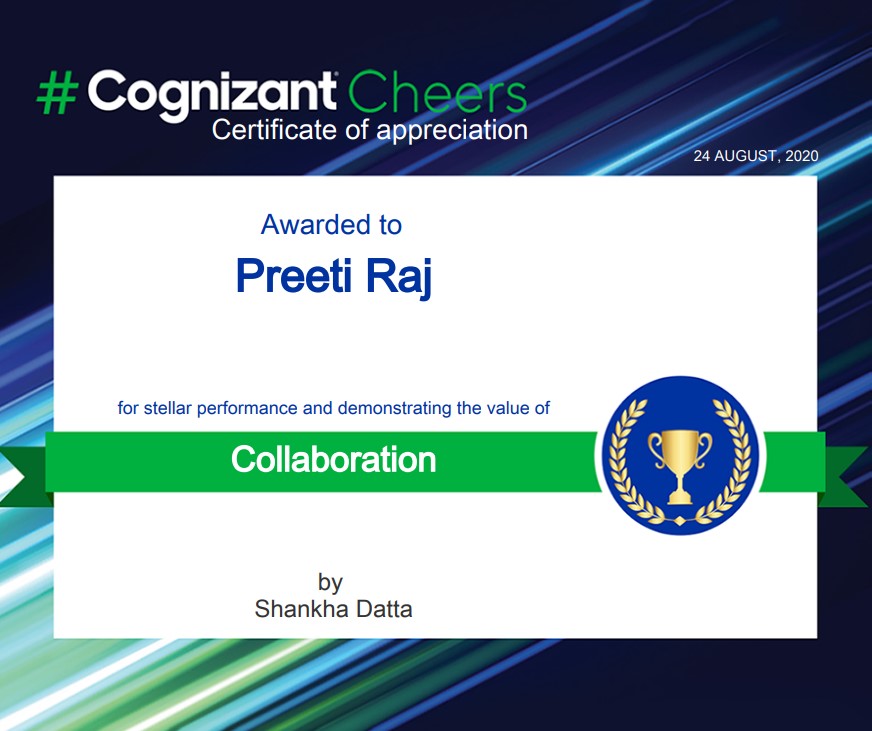 # Cognizant Cheers
Certificate of appreciation
24 AUGUST, 2020
Awarded to
Preeti Raj
for stellar performance and demonstrating the value of
Collaboration
by
Shankha Datta